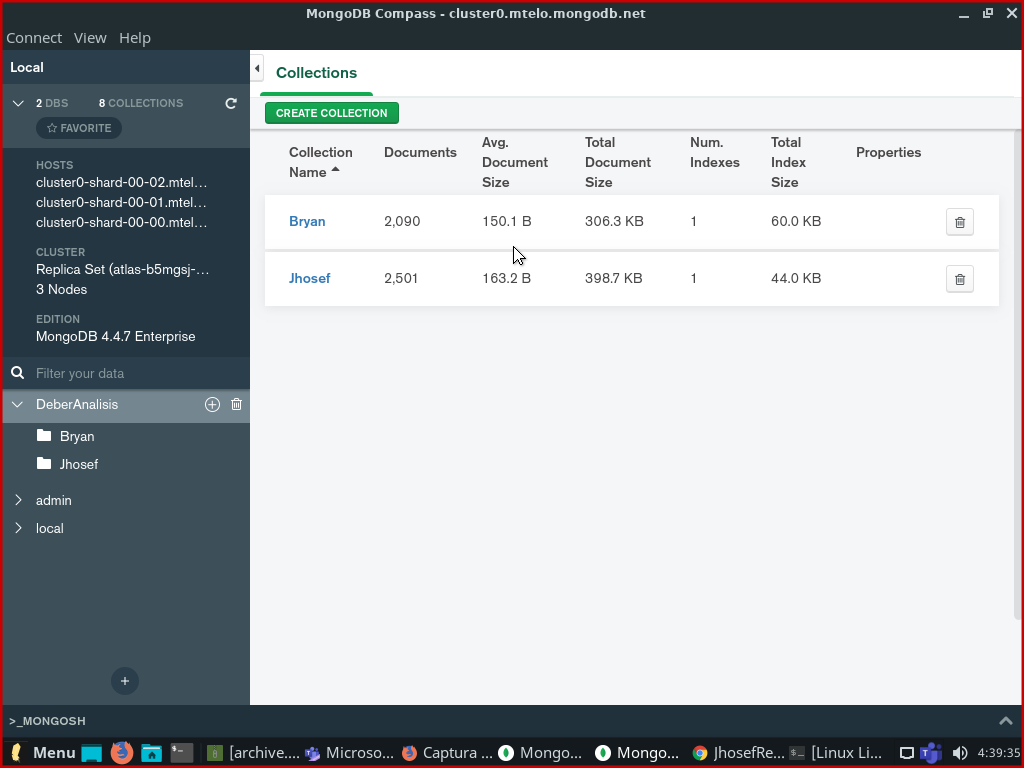 MongoDB Compass - cluster0.mtelo.mongodb.net
Connect View Help
Local
2 DBS 8 COLLECTIONS
FAVORITE
HOSTS
cluster0-shard-00-02.mtel...
cluster0-shard-00-01.mtel...
cluster0-shard-00-00.mtel...
CLUSTER
Replica Set (atlas-b5mgsj-...
3 Nodes
EDITION
MongoDB 4.4.7 Enterprise
Filter your data
DeberAnalisis
Bryan
Jhosef
admin
local
Collections
CREATE COLLECTION
Collection Name Documents Avg. Document Size Total Document Size Num. Indexes Total Index Size Properties
Bryan 2,090 150.1 B 306.3 KB 1 60.0 KB
Jhosef 2,501 163.2 B 398.7 KB 1 44.0 KB
>_MONGOSH
Menu [archive.... Microso... Captura ... Mongo... Mongo... JhosefRe... [Linux Li... 4:39:35